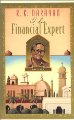 R. K. NARAYAN
The
Financial Expert